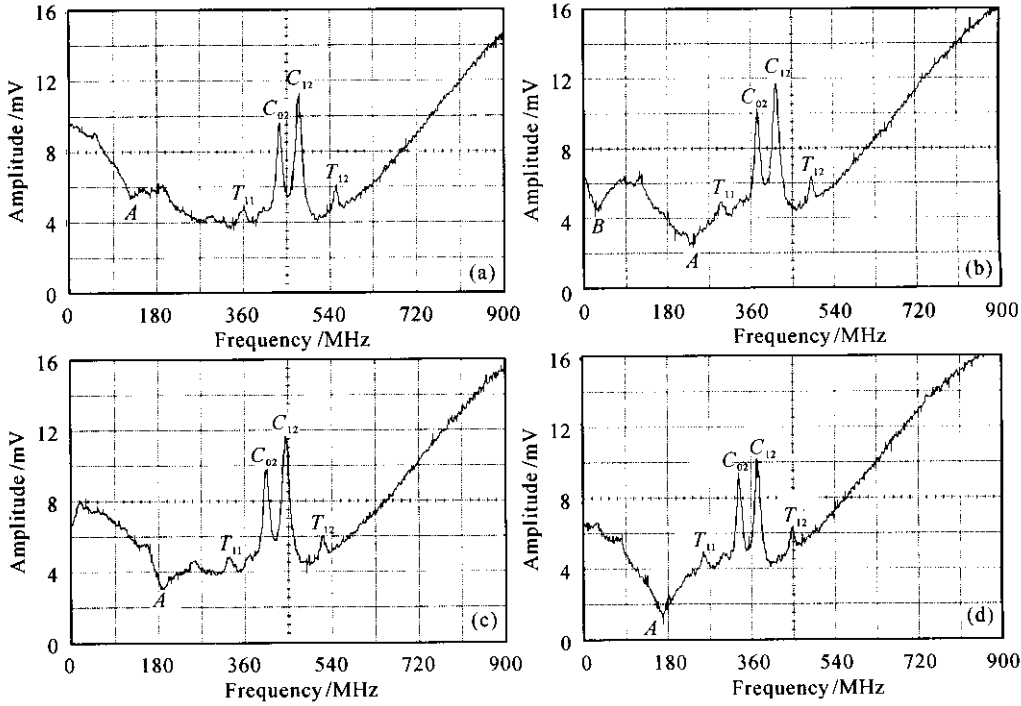 16
12
8
4
0
Amplitude /mV
C₀₂
C₁₂
T₁₁
T₁₂
A
(a)
0 180 360 540 720 900
Frequency /MHz
16
12
8
4
0
Amplitude /mV
C₀₂
C₁₂
T₁₁
T₁₂
B
A
(b)
0 180 360 540 720 900
Frequency /MHz
16
12
8
4
0
Amplitude /mV
C₀₂
C₁₂
T₁₁
T₁₂
A
(c)
0 180 360 540 720 900
Frequency /MHz
16
12
8
4
0
Amplitude /mV
C₀₂
C₁₂
T₁₁
T₁₂
A
(d)
0 180 360 540 720 900
Frequency /MHz